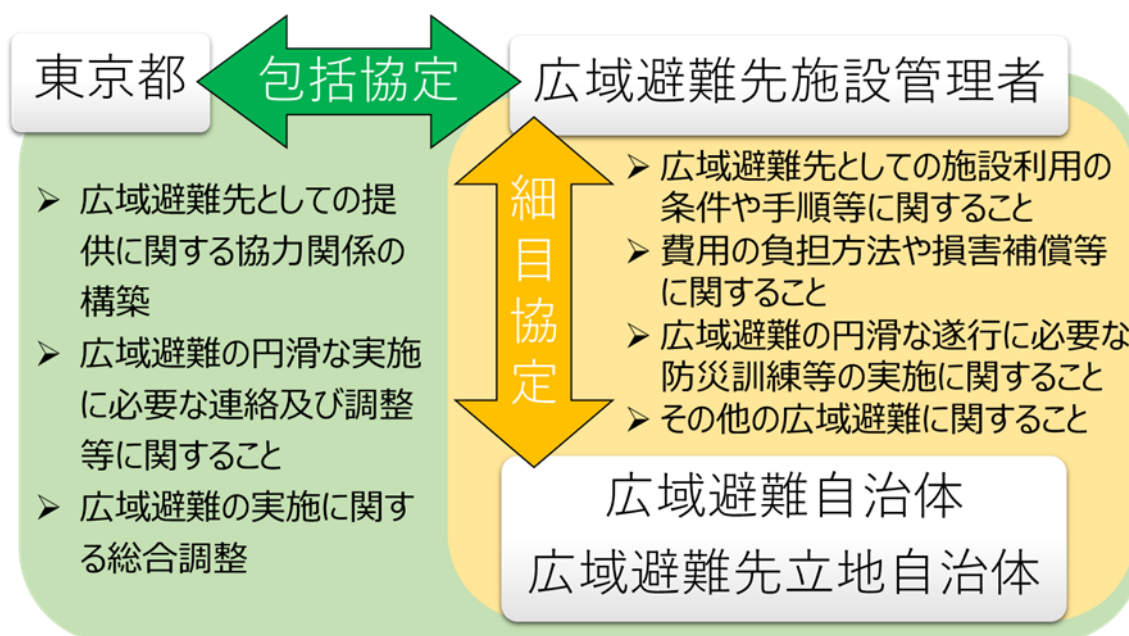 東京都
包括協定
広域避難先施設管理者
➢ 広域避難先としての提
供に関する協力関係の
構築
➢ 広域避難の円滑な実施
に必要な連絡及び調整
等に関すること
➢ 広域避難の実施に関す
る総合調整
細目協定
➢ 広域避難先としての施設利用の
条件や手順等に関すること
➢ 費用の負担方法や損害補償等
に関すること
➢ 広域避難の円滑な遂行に必要な
防災訓練等の実施に関すること
➢ その他の広域避難に関すること
広域避難自治体
広域避難先立地自治体